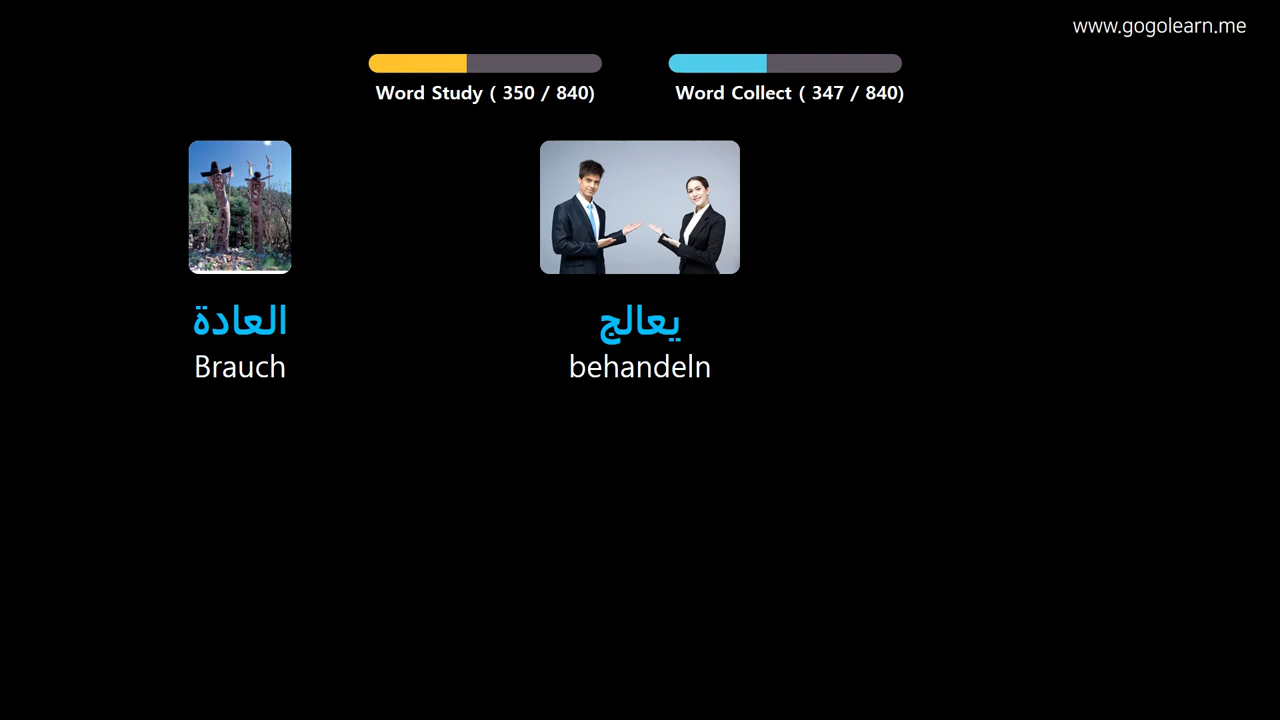 www.gogolearn.me
Word Study ( 350 / 840)
Word Collect ( 347 / 840)
العادة
Brauch
يعالج
behandeln